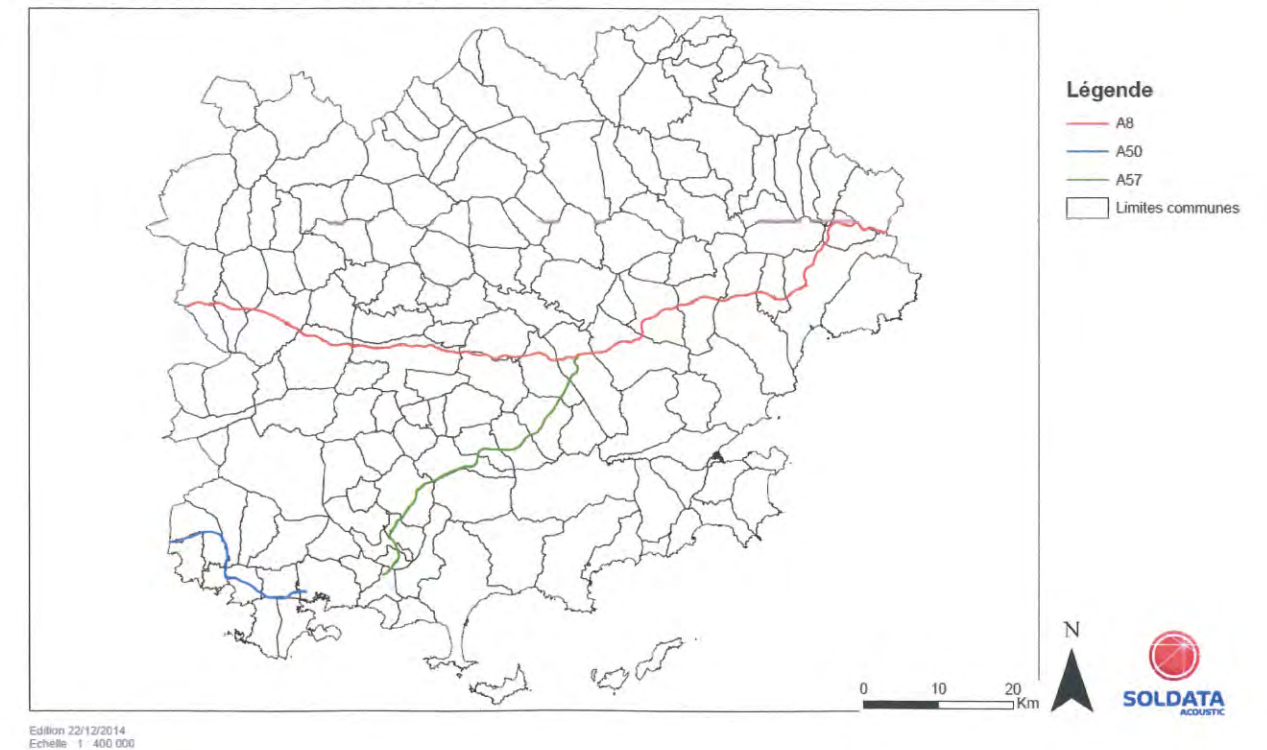 Légende
A8
A50
A57
Limites communes
N
0 10 20
Km
SOLDATA
ACOUSTIC
Edition 22/12/2014
Echelle 1 : 400 000